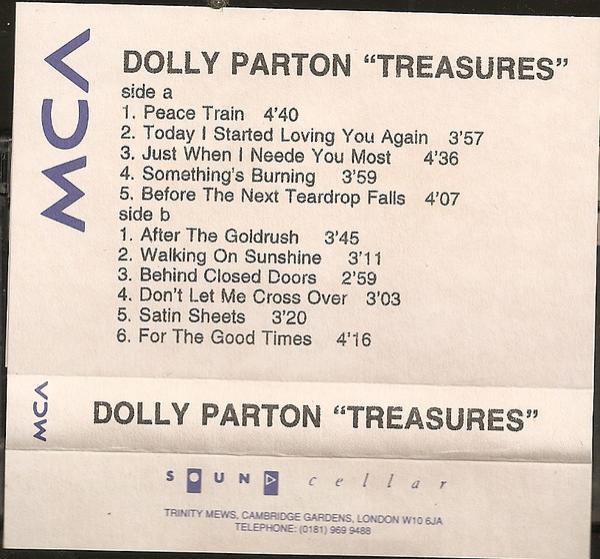 MCA
DOLLY PARTON “TREASURES”
side a
1. Peace Train 4'40
2. Today I Started Loving You Again 3'57
3. Just When I Neede You Most 4'36
4. Something's Burning 3'59
5. Before The Next Teardrop Falls 4'07
side b
1. After The Goldrush 3'45
2. Walking On Sunshine 3'11
3. Behind Closed Doors 2'59
4. Don't Let Me Cross Over 3'03
5. Satin Sheets 3'20
6. For The Good Times 4'16
MCA
DOLLY PARTON “TREASURES”
SOUND cellar
TRINITY MEWS, CAMBRIDGE GARDENS, LONDON W10 6JA
TELEPHONE: (0181) 969 9488